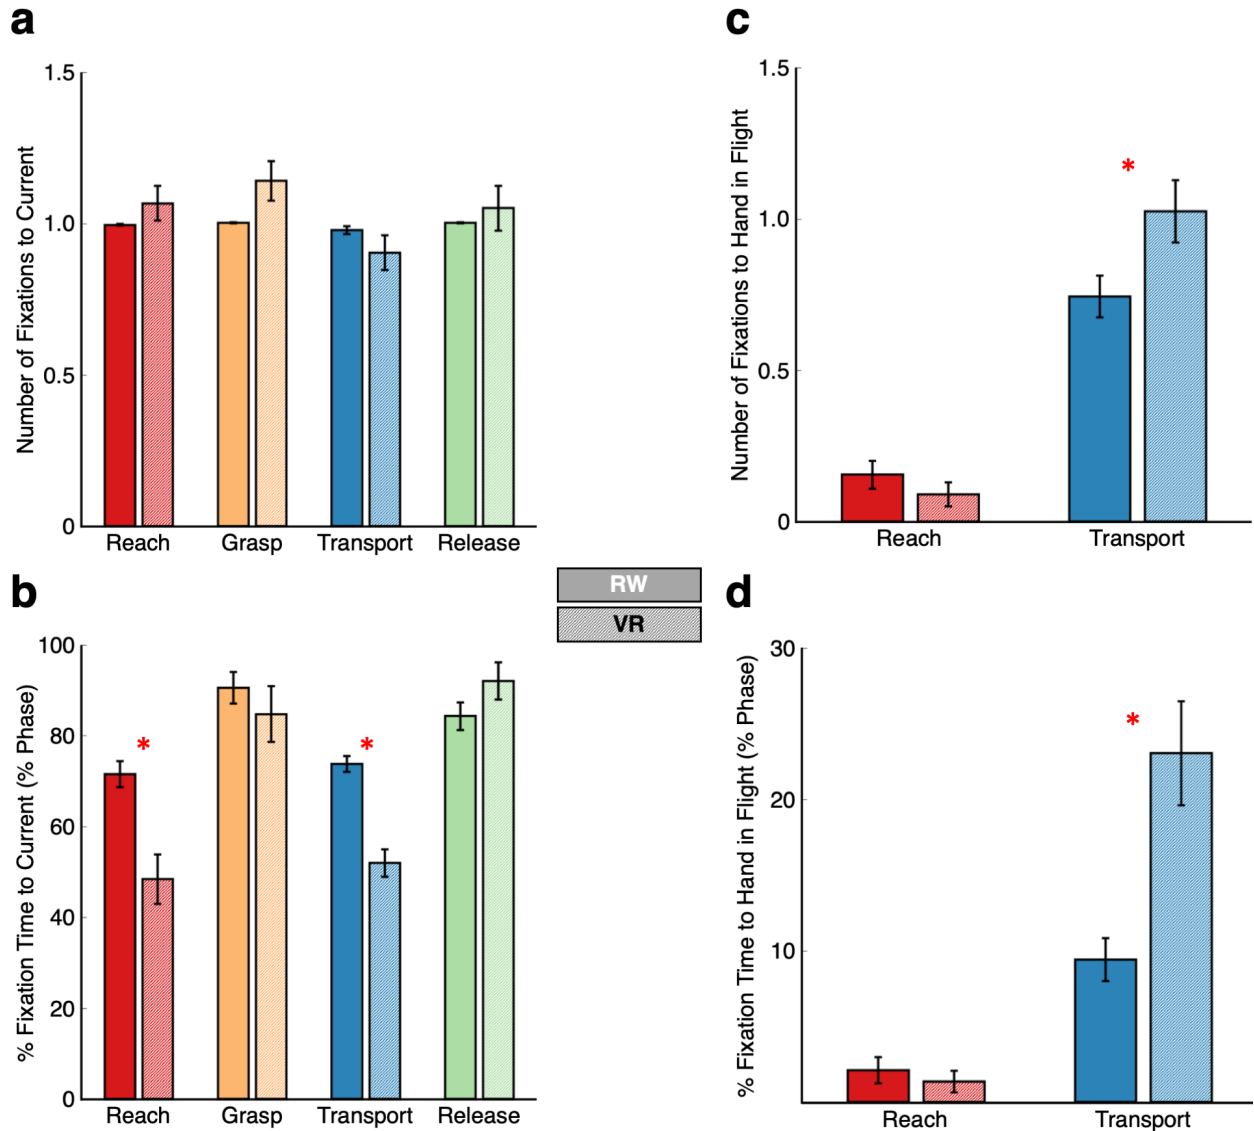 a
Number of Fixations to Current
1.5
1.0
0.5
0
Reach Grasp Transport Release
c
Number of Fixations to Hand in Flight
1.5
1.0
0.5
0
*
Reach Transport
RW
VR
b
% Fixation Time to Current (% Phase)
100
80
60
40
20
0
* *
Reach Grasp Transport Release
d
% Fixation Time to Hand in Flight (% Phase)
30
20
10
*
Reach Transport